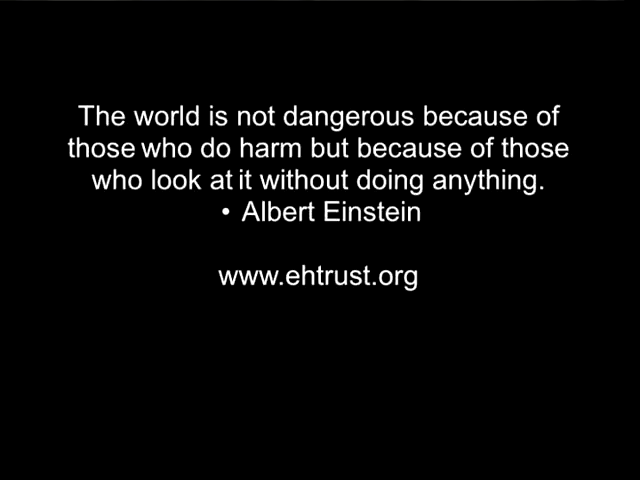 The world is not dangerous because of
those who do harm but because of those
who look at it without doing anything.
• Albert Einstein
www.ehtrust.org